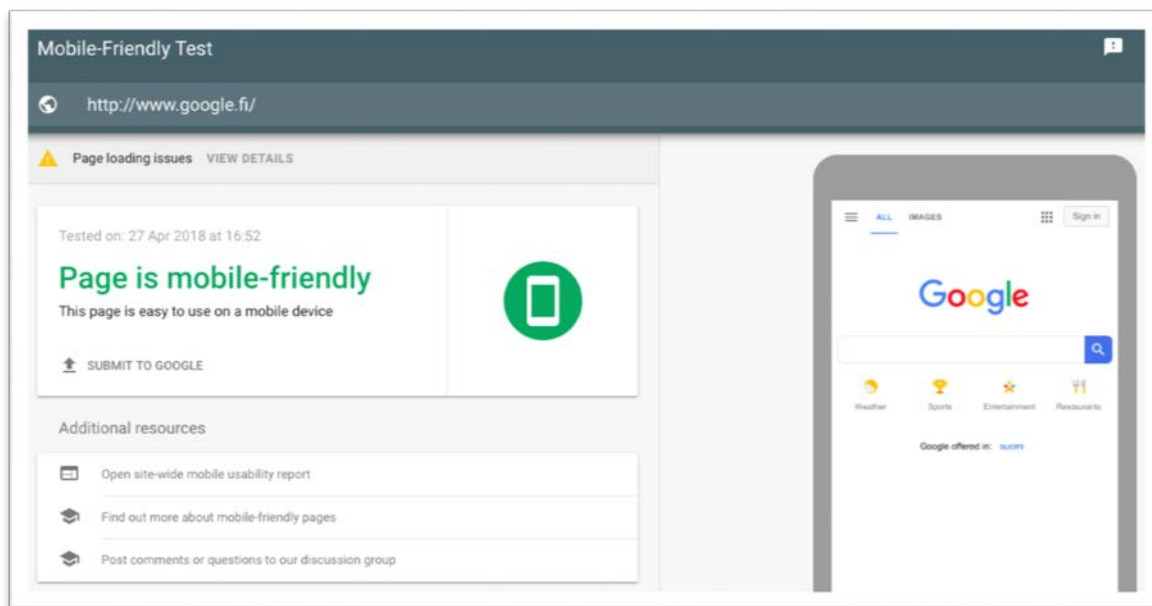 Mobile-Friendly Test
http://www.google.fi/
Page loading issues VIEW DETAILS
Tested on: 27 Apr 2018 at 16:52
Page is mobile-friendly
This page is easy to use on a mobile device
SUBMIT TO GOOGLE
Additional resources
Open site-wide mobile usability report
Find out more about mobile-friendly pages
Post comments or questions to our discussion group
ALL IMAGES Sign in
Google
Weather Sports Entertainment Restaurants
Google offered in: suomi